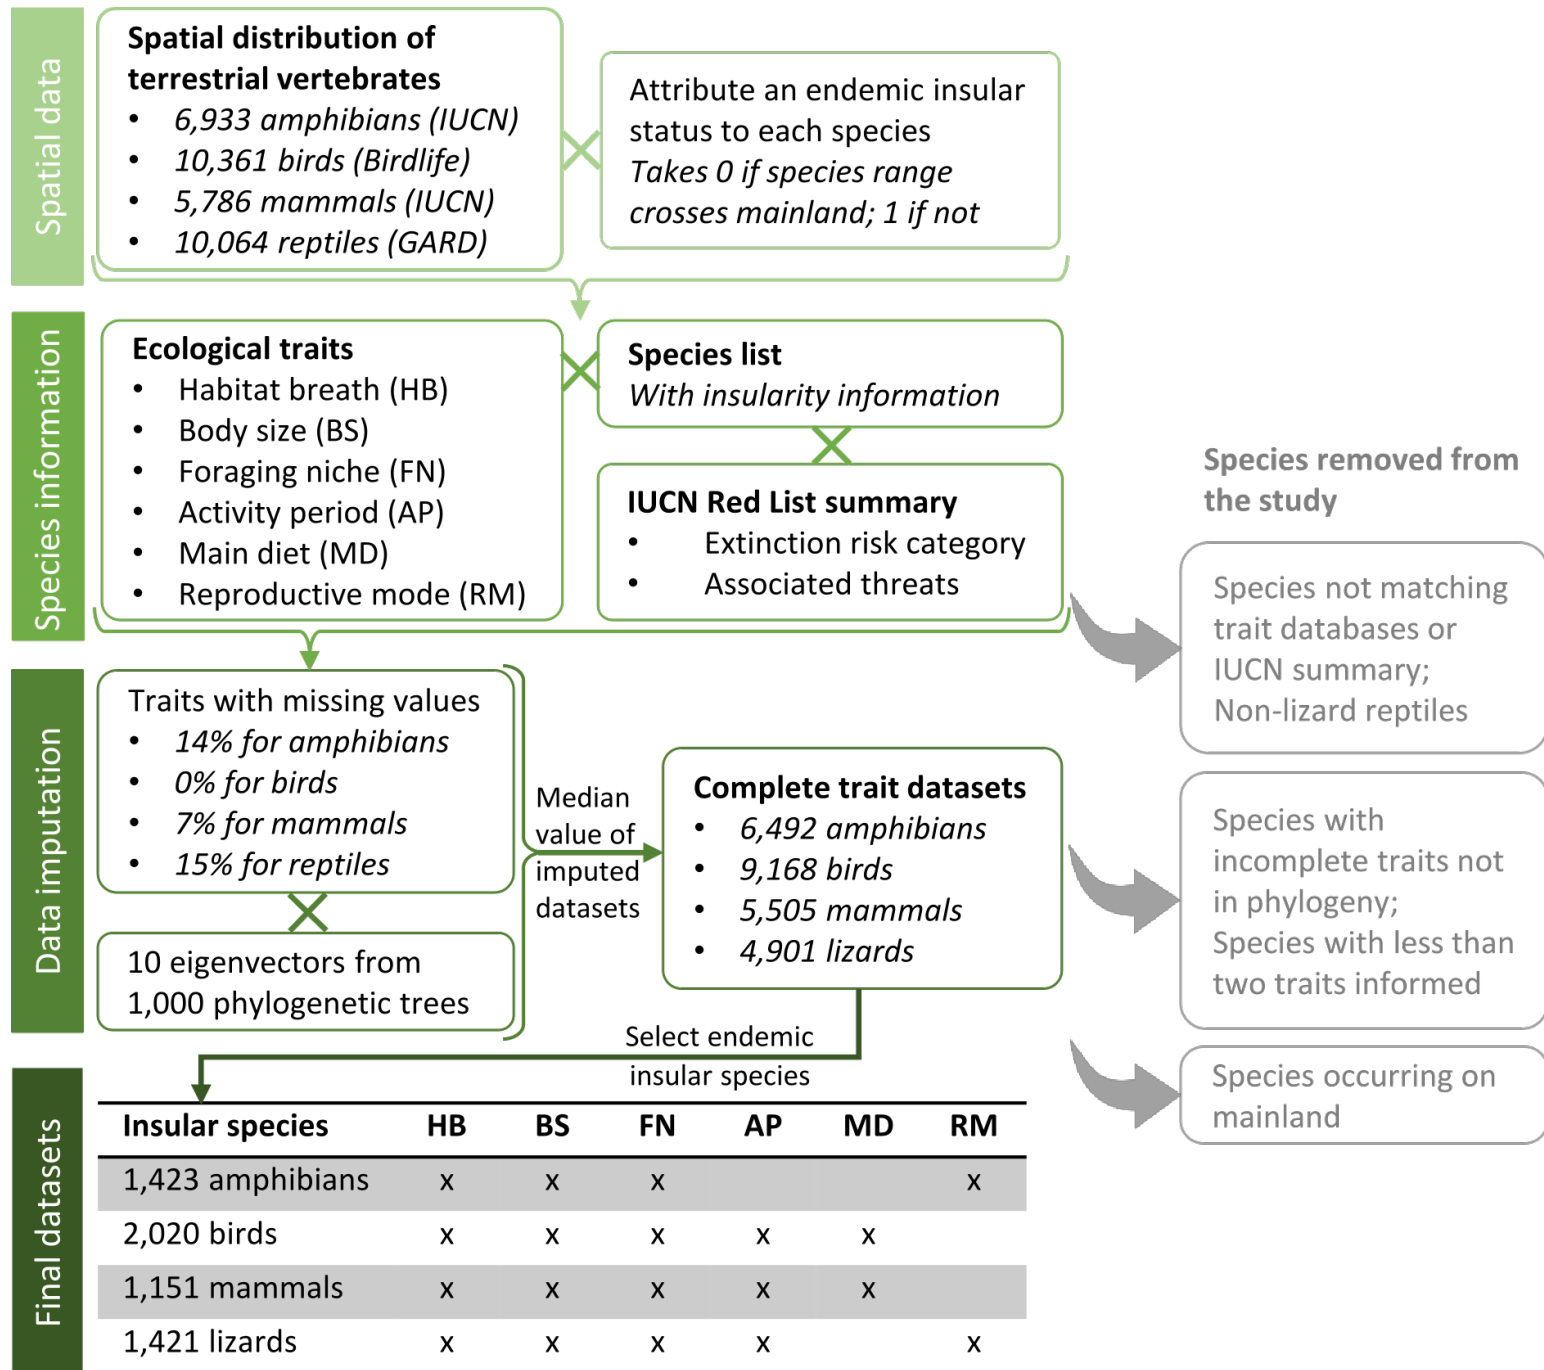 Spatial data
Spatial distribution of
terrestrial vertebrates
• 6,933 amphibians (IUCN)
• 10,361 birds (Birdlife)
• 5,786 mammals (IUCN)
• 10,064 reptiles (GARD)
Attribute an endemic insular
status to each species
Takes 0 if species range
crosses mainland; 1 if not
Species information
Ecological traits
• Habitat breath (HB)
• Body size (BS)
• Foraging niche (FN)
• Activity period (AP)
• Main diet (MD)
• Reproductive mode (RM)
Species list
With insularity information
IUCN Red List summary
• Extinction risk category
• Associated threats
Species removed from
the study
Species not matching
trait databases or
IUCN summary;
Non-lizard reptiles
Data imputation
Traits with missing values
• 14% for amphibians
• 0% for birds
• 7% for mammals
• 15% for reptiles
10 eigenvectors from
1,000 phylogenetic trees
Median
value of
imputed
datasets
Complete trait datasets
• 6,492 amphibians
• 9,168 birds
• 5,505 mammals
• 4,901 lizards
Species with
incomplete traits not
in phylogeny;
Species with less than
two traits informed
Select endemic
insular species
Species occurring on
mainland
Final datasets
Insular species HB BS FN AP MD RM
1,423 amphibians x x x x
2,020 birds x x x x x
1,151 mammals x x x x x
1,421 lizards x x x x x